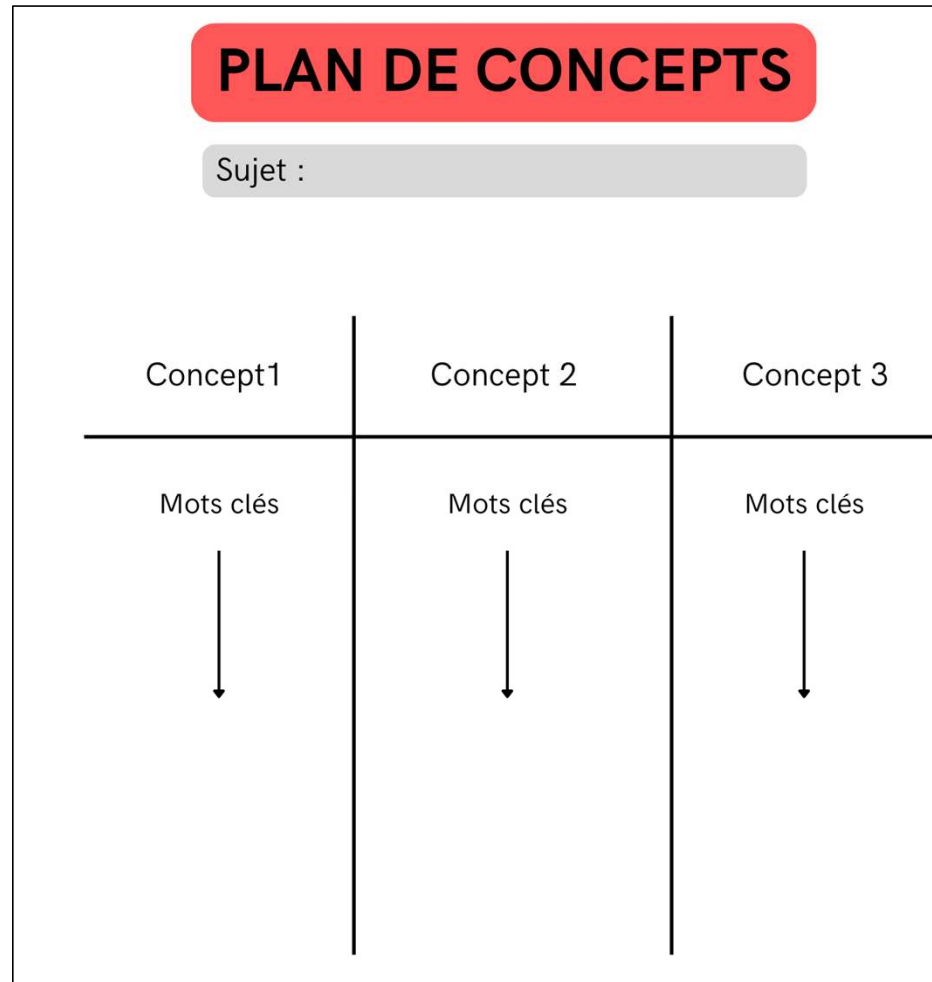 PLAN DE CONCEPTS
Sujet :
Concept1 Concept 2 Concept 3
Mots clés Mots clés Mots clés